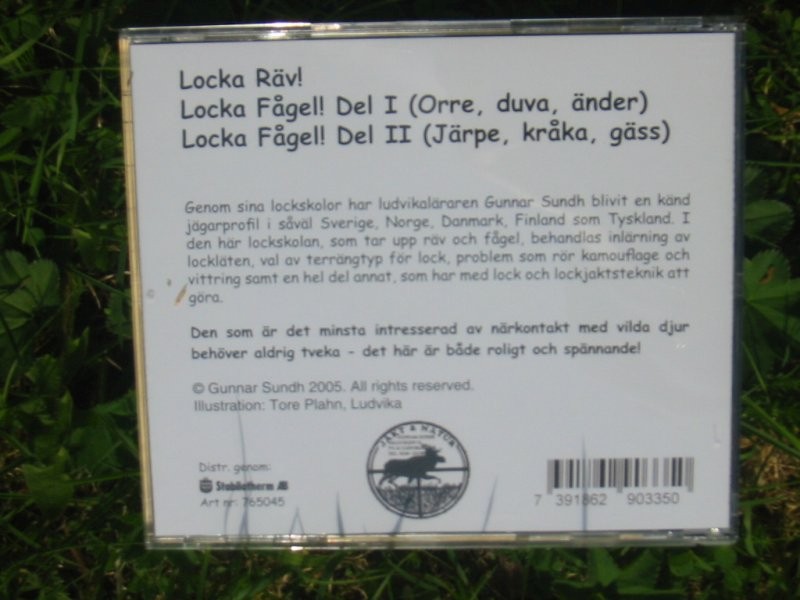 Locka Räv!
Locka Fågel! Del I (Orre, duva, änder)
Locka Fågel! Del II (Järpe, kråka, gäss)
Genom sina lockskolor har ludvikaläraren Gunnar Sundh blivit en känd
jägarprofil i såväl Sverige, Norge, Danmark, Finland som Tyskland. I
den här lockskolan, som tar upp räv och fågel, behandlas inlärning av
lockläten, val av terrängtyp för lock, problem som rör kamouflage och
vittring samt en hel del annat, som har med lock och lockjaktsteknik att
göra.
Den som är det minsta intresserad av närkontakt med vilda djur
behöver aldrig tveka - det här är både roligt och spännande!
© Gunnar Sundh 2005. All rights reserved.
Illustration: Tore Plahn, Ludvika
JAKT & NATUR
Distr. genom:
Stabilotherm AB
Art nr: 765045
7 391862 903350